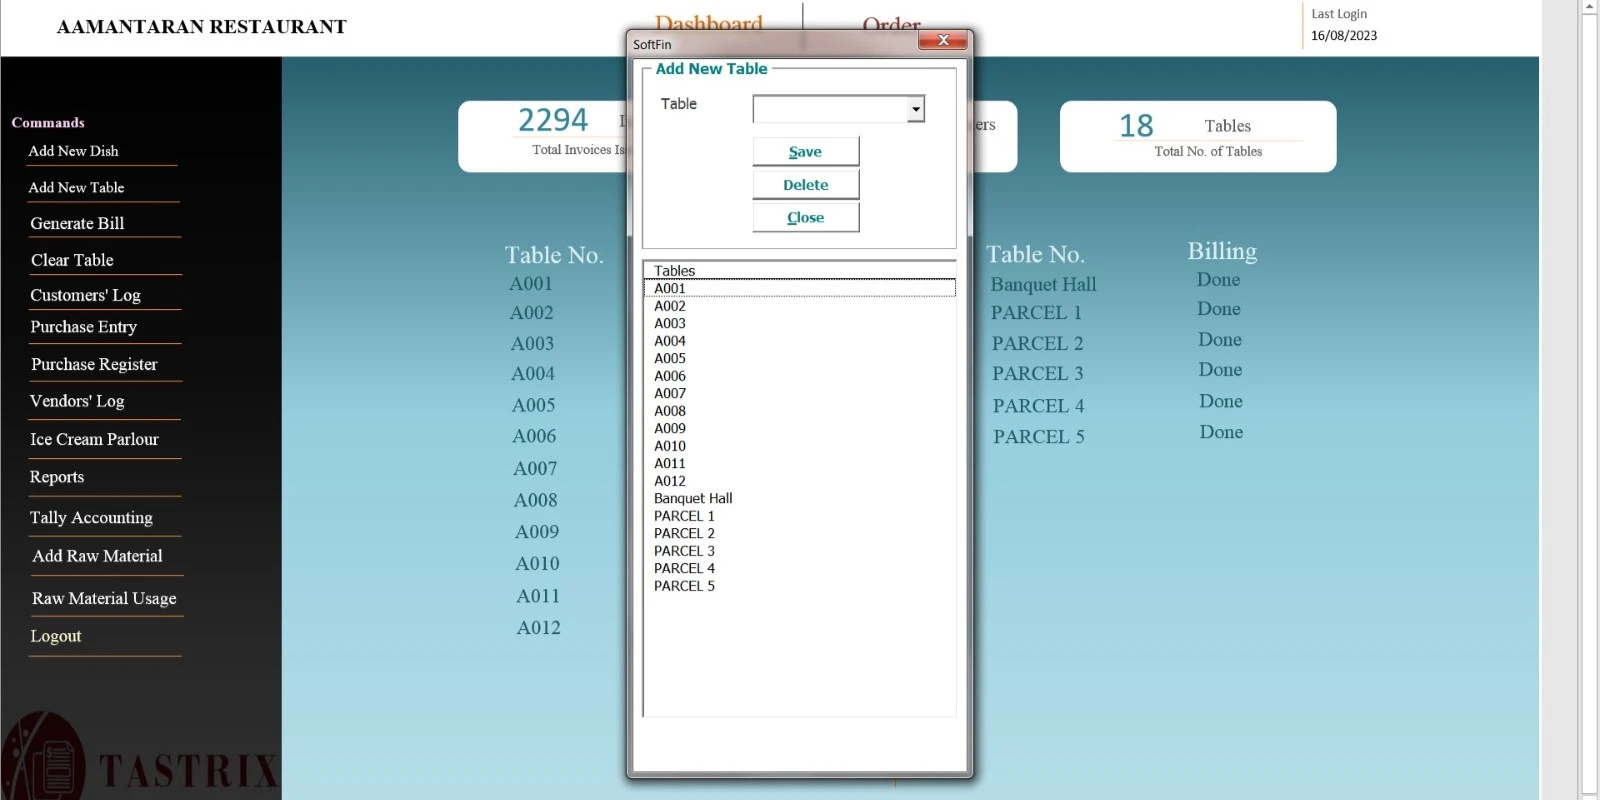 AAMANTARAN RESTAURANT
Dashboard
Order
Last Login
16/08/2023
SoftFin
Add New Table
Table
Save
Delete
Close
Tables
A001
A002
A003
A004
A005
A006
A007
A008
A009
A010
A011
A012
Banquet Hall
PARCEL 1
PARCEL 2
PARCEL 3
PARCEL 4
PARCEL 5
Commands
Add New Dish
Add New Table
Generate Bill
Clear Table
Customers' Log
Purchase Entry
Purchase Register
Vendors' Log
Ice Cream Parlour
Reports
Tally Accounting
Add Raw Material
Raw Material Usage
Logout
TASTRIX
2294
Total Invoices Is
ers
18 Tables
Total No. of Tables
Table No.
A001
A002
A003
A004
A005
A006
A007
A008
A009
A010
A011
A012
Table No. Billing
Banquet Hall Done
PARCEL 1 Done
PARCEL 2 Done
PARCEL 3 Done
PARCEL 4 Done
PARCEL 5 Done